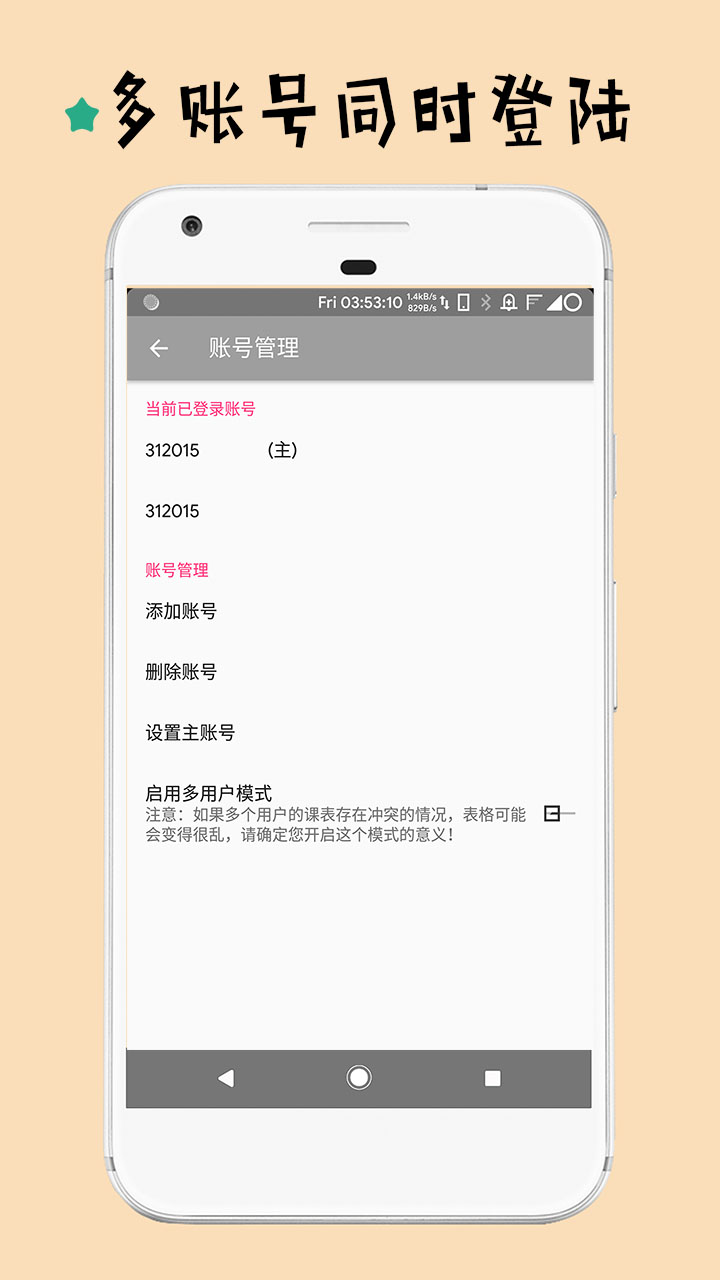 多账号同时登陆
Fri 03:53:10 1.4kB/s 829B/s
账号管理
当前已登录账号
312015 (主)
312015
账号管理
添加账号
删除账号
设置主账号
启用多用户模式
注意：如果多个用户的课表存在冲突的情况，表格可能
会变得很乱，请确定您开启这个模式的意义！